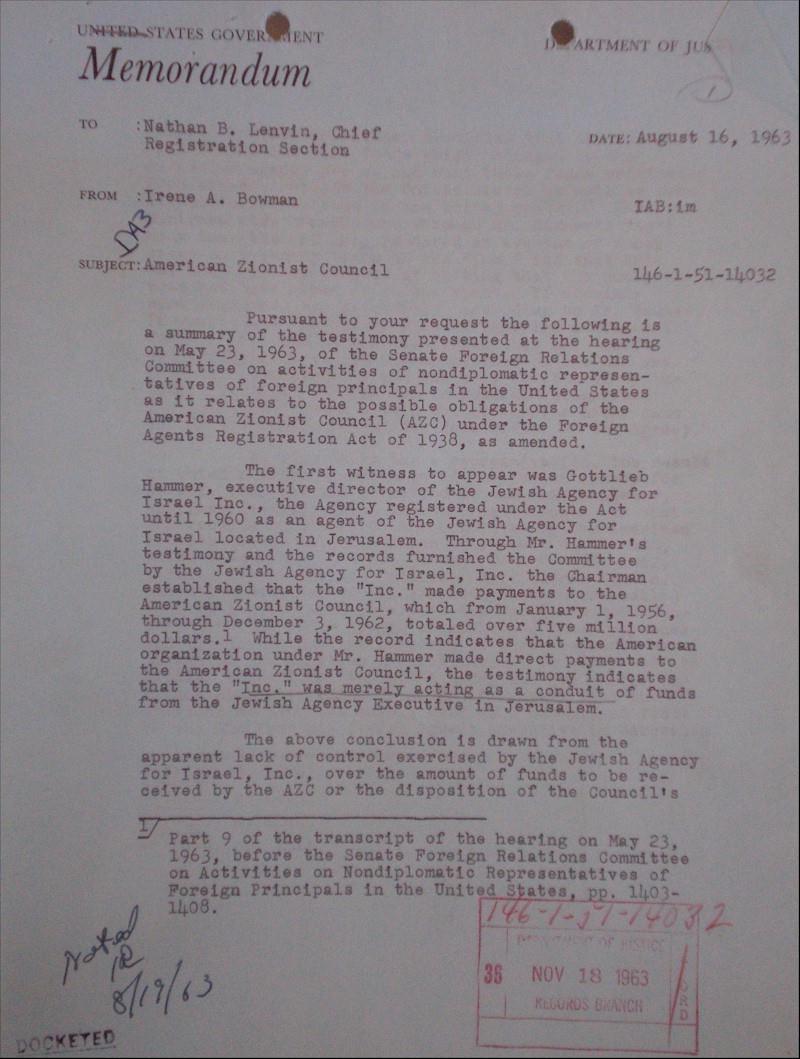 UNITED STATES GOVERNMENT
DEPARTMENT OF JUS
Memorandum
1
TO : Nathan B. Lenvin, Chief
Registration Section
DATE: August 16, 1963
FROM : Irene A. Bowman
IAB:im
SUBJECT: American Zionist Council
146-1-51-14032
Pursuant to your request the following is
a summary of the testimony presented at the hearing
on May 23, 1963, of the Senate Foreign Relations
Committee on activities of nondiplomatic represen-
tatives of foreign principals in the United States
as it relates to the possible obligations of the
American Zionist Council (AZC) under the Foreign
Agents Registration Act of 1938, as amended.
The first witness to appear was Gottlieb
Hammer, executive director of the Jewish Agency for
Israel Inc., the Agency registered under the Act
until 1960 as an agent of the Jewish Agency for
Israel located in Jerusalem. Through Mr. Hammer's
testimony and the records furnished the Committee
by the Jewish Agency for Israel, Inc. the Chairman
established that the "Inc." made payments to the
American Zionist Council, which from January 1, 1956,
through December 3, 1962, totaled over five million
dollars.1 While the record indicates that the American
organization under Mr. Hammer made direct payments to
the American Zionist Council, the testimony indicates
that the "Inc." was merely acting as a conduit of funds
from the Jewish Agency Executive in Jerusalem.
The above conclusion is drawn from the
apparent lack of control exercised by the Jewish Agency
for Israel, Inc., over the amount of funds to be re-
ceived by the AZC or the disposition of the Council's
1/
Part 9 of the transcript of the hearing on May 23,
1963, before the Senate Foreign Relations Committee
on Activities on Nondiplomatic Representatives of
Foreign Principals in the United States, pp. 1403-
1408.
146-1-51-14032
DEPARTMENT OF JUSTICE
36 NOV 18 1963
RECORDS BRANCH
Noted
8/19/63
DOCKETED